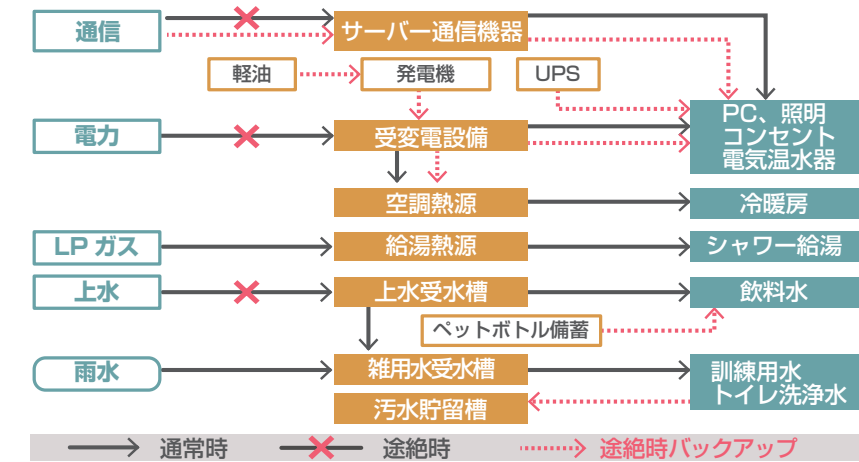 通信
サーバー通信機器
軽油
発電機
UPS
電力
受変電設備
PC、照明
コンセント
電気温水器
空調熱源
冷暖房
LP ガス
給湯熱源
シャワー給湯
上水
上水受水槽
飲料水
ペットボトル備蓄
雨水
雑用水受水槽
訓練用水
トイレ洗浄水
汚水貯留槽
通常時
途絶時
途絶時バックアップ